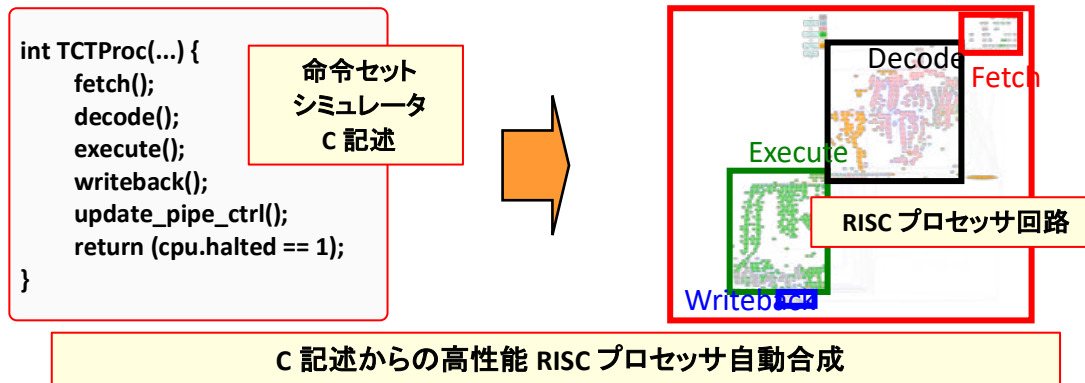 int TCTProc(...) {
fetch();
decode();
execute();
writeback();
update_pipe_ctrl();
return (cpu.halted == 1);
}
命令セット
シミュレータ
C 記述
Decode
Fetch
Execute
RISC プロセッサ回路
Writeback
C 記述からの高性能 RISC プロセッサ自動合成